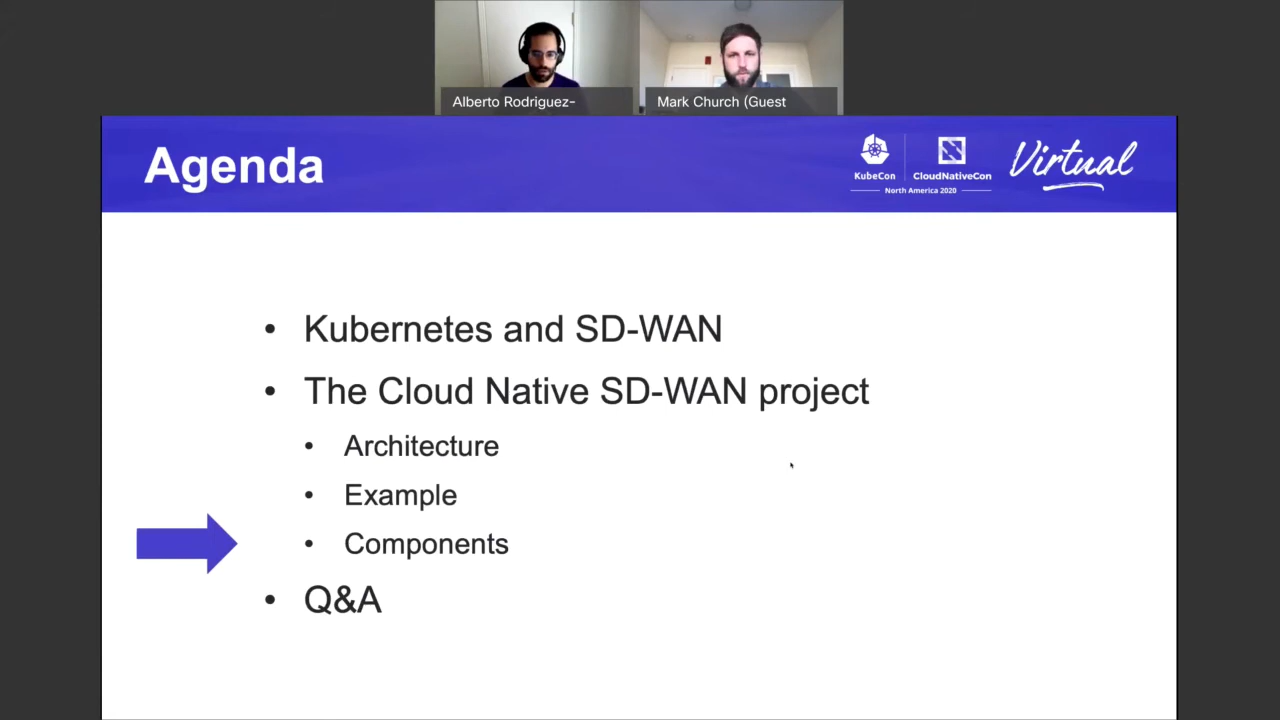 Alberto Rodriguez-
Mark Church (Guest
Agenda
KubeCon
CloudNativeCon
North America 2020
Virtual
• Kubernetes and SD-WAN
• The Cloud Native SD-WAN project
• Architecture
• Example
• Components
• Q&A